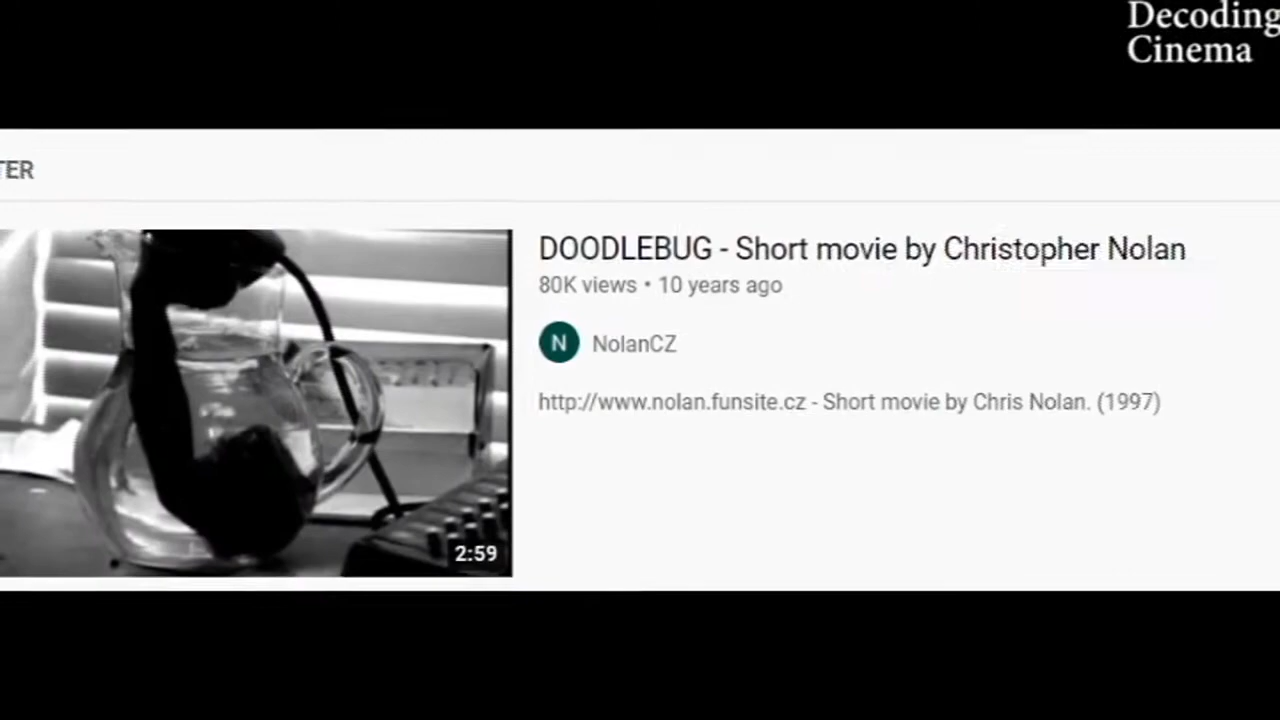 Decoding
Cinema
TER
DOODLEBUG - Short movie by Christopher Nolan
80K views • 10 years ago
N
NolanCZ
http://www.nolan.funsite.cz - Short movie by Chris Nolan. (1997)
2:59